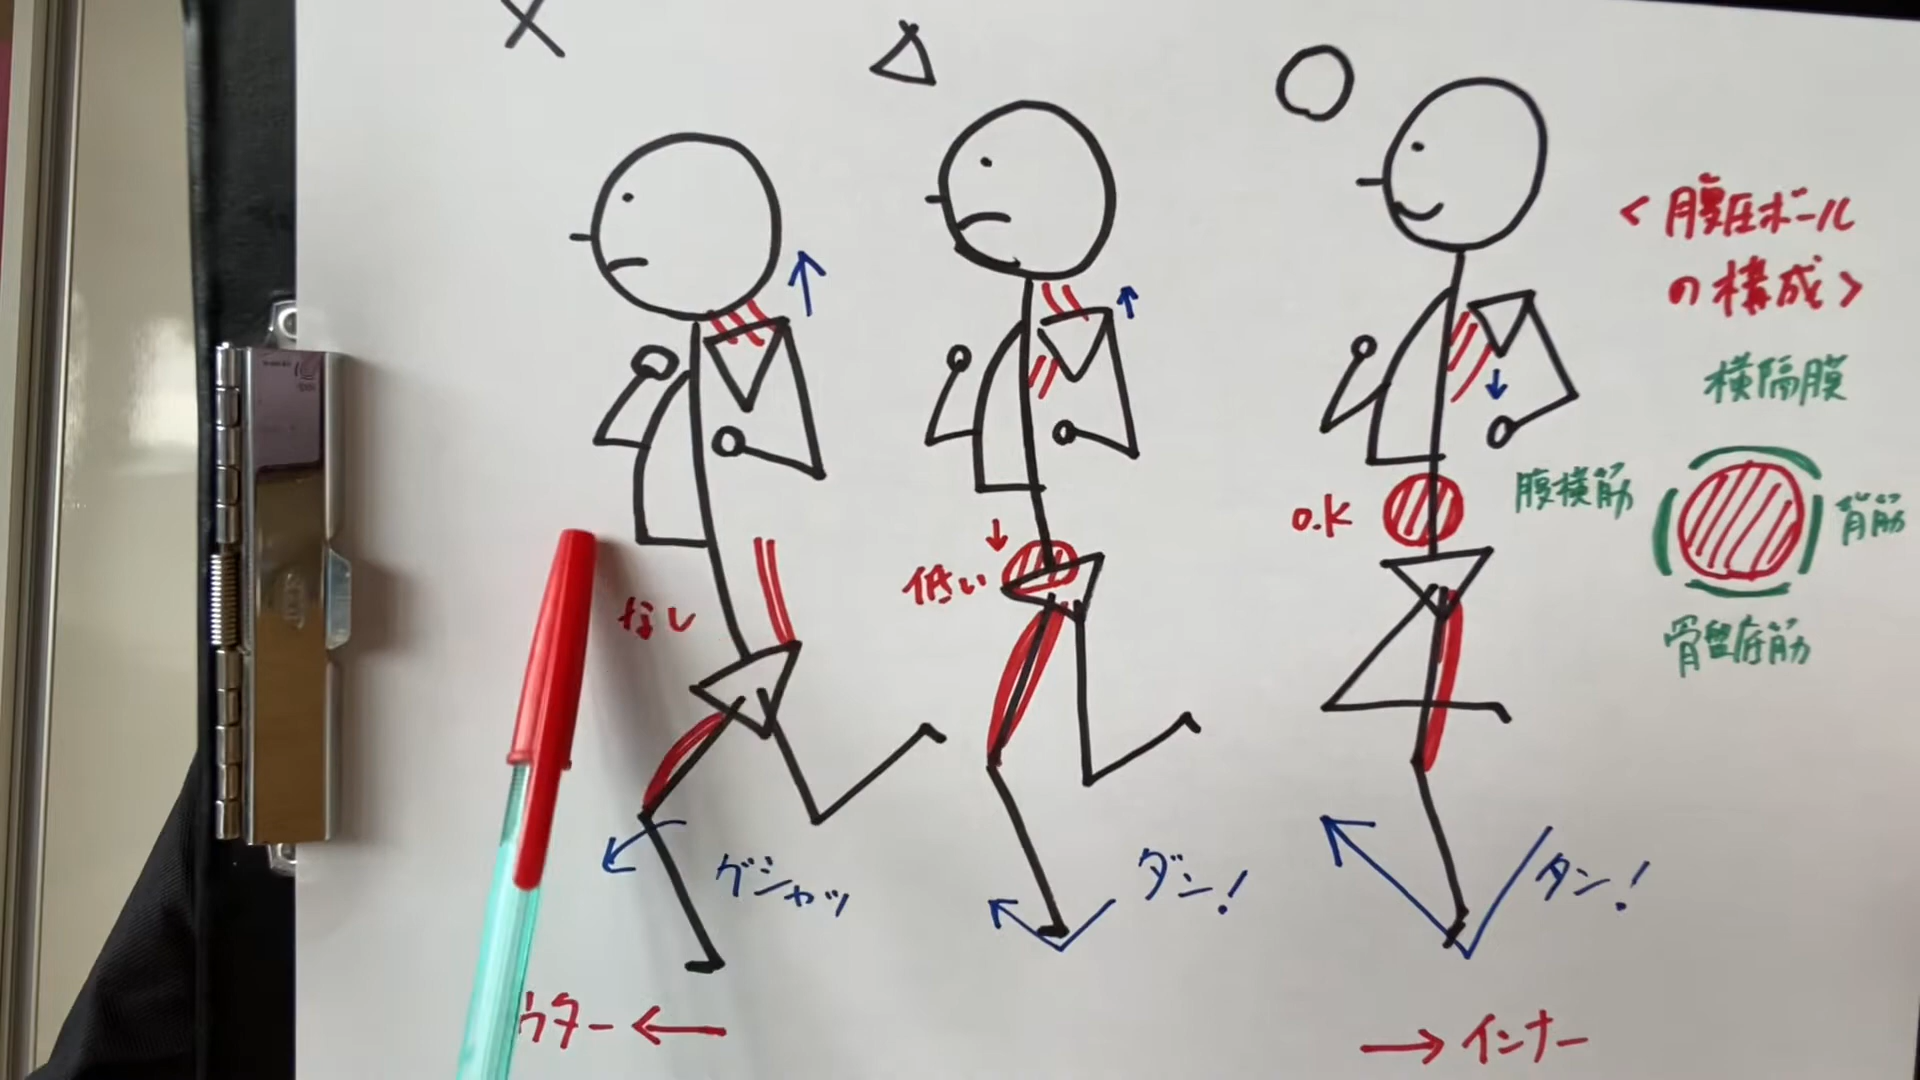 <腹圧ボール
の構成>
横隔膜
腹横筋
背筋
骨盤底筋
なし
低い
O.K
グシャッ
ダン!
タン!
ウター ←
→ インナー